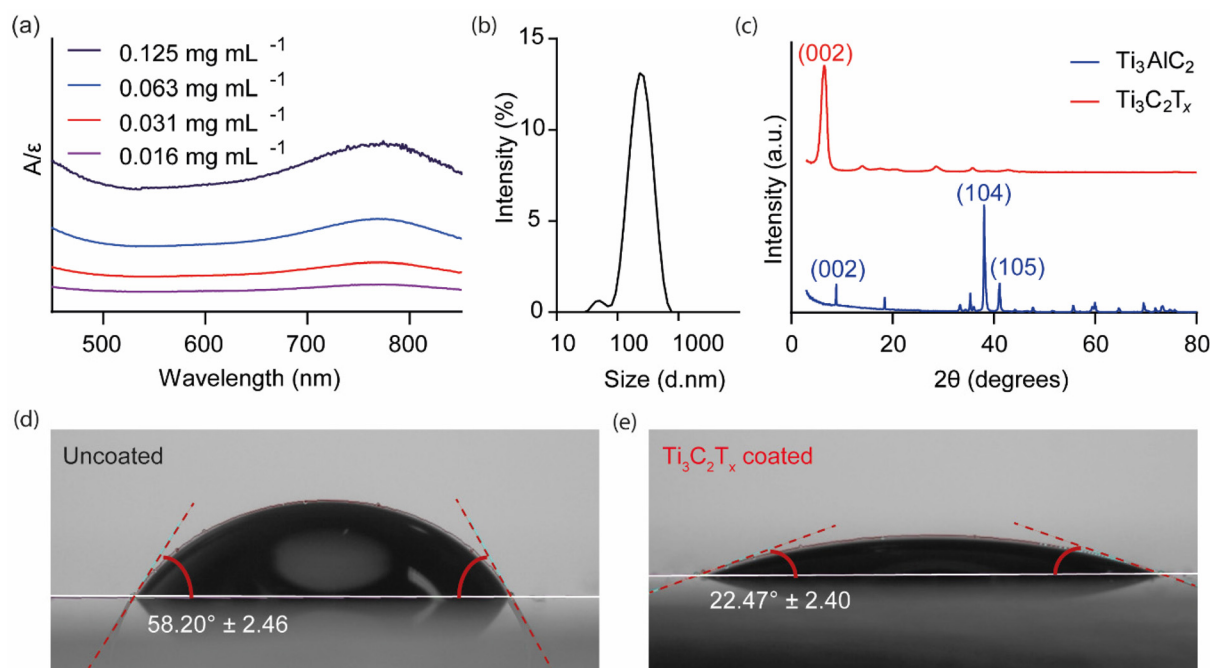 (a)
0.125 mg mL⁻¹
0.063 mg mL⁻¹
0.031 mg mL⁻¹
0.016 mg mL⁻¹
A/ε
500 600 700 800
Wavelength (nm)
(b)
15
10
5
0
Intensity (%)
10 100 1000
Size (d.nm)
(c)
(002)
Ti₃AlC₂
Ti₃C₂Tₓ
Intensity (a.u.)
(104)
(002)
(105)
0 20 40 60 80
2θ (degrees)
(d)
Uncoated
58.20° ± 2.46
(e)
Ti₃C₂Tₓ coated
22.47° ± 2.40